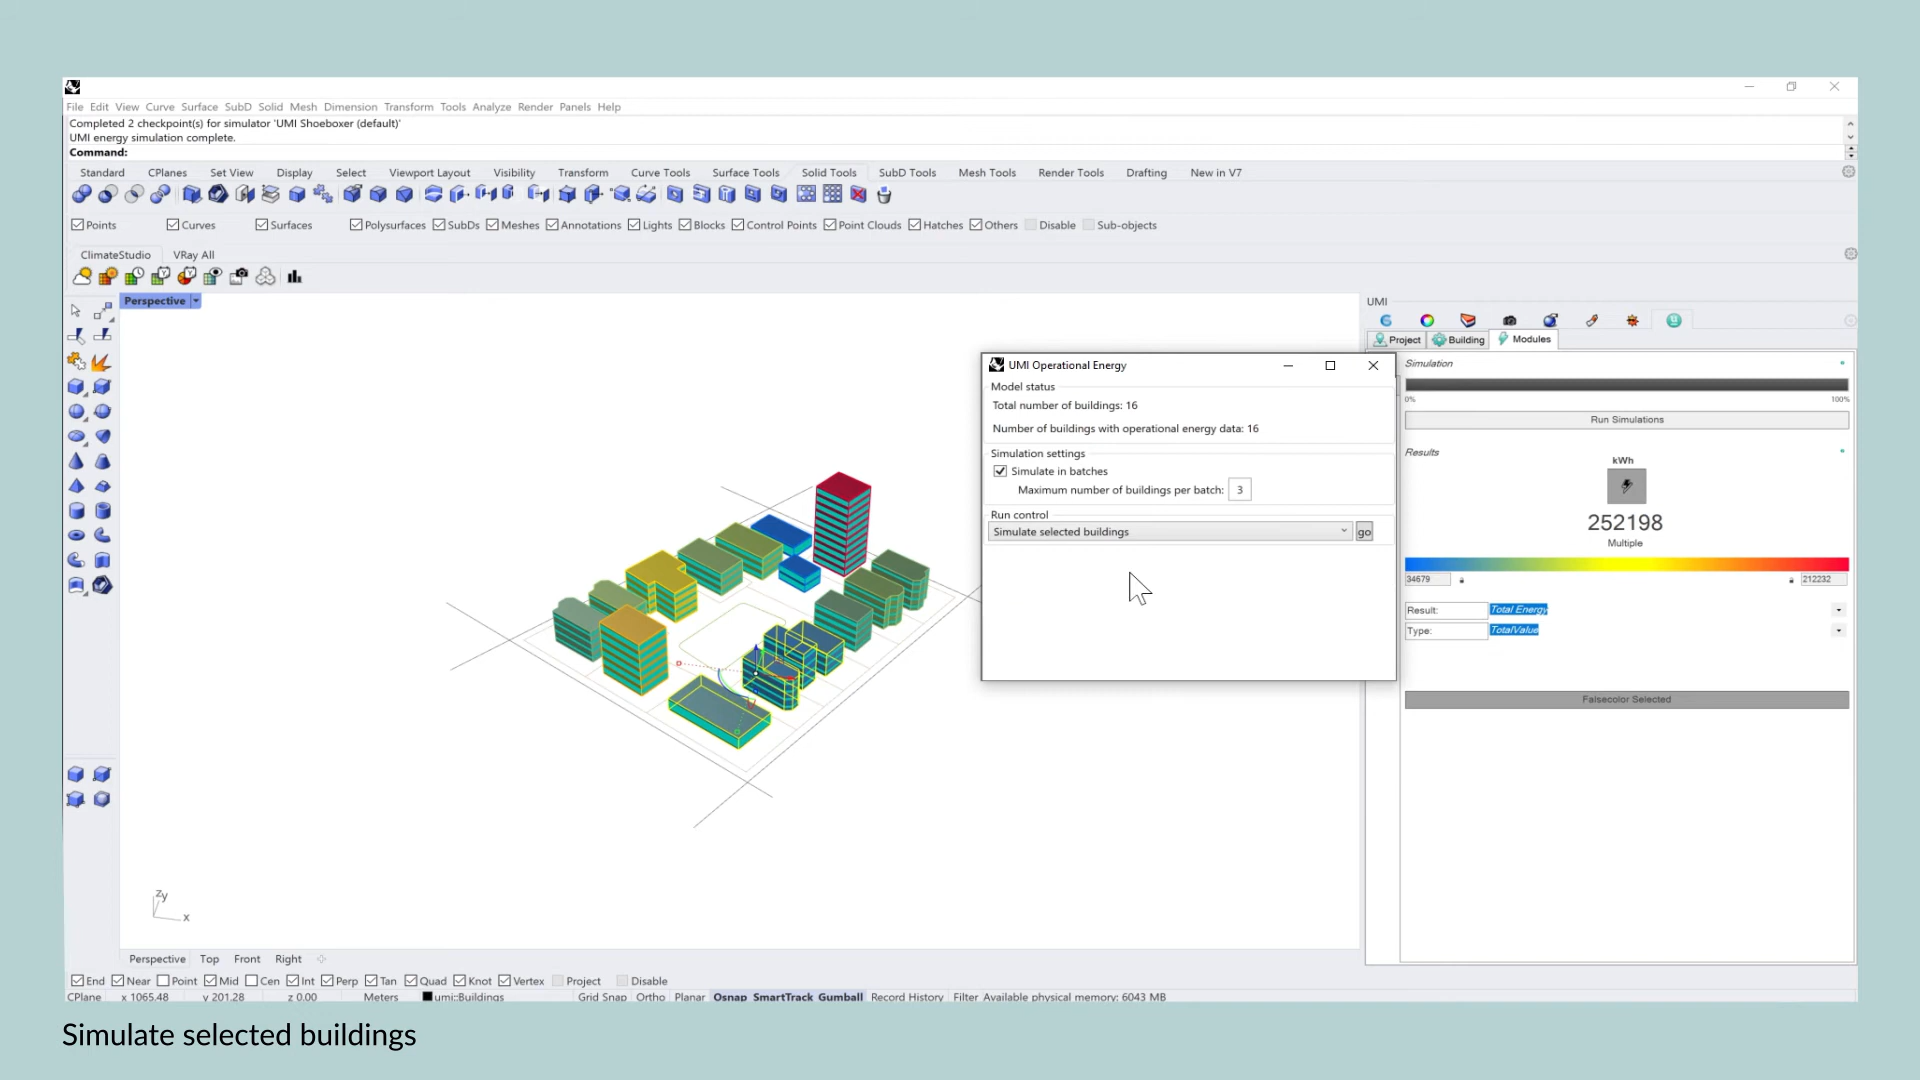 File Edit View Curve Surface SubD Solid Mesh Dimension Transform Tools Analyze Render Panels Help
Completed 2 checkpoint(s) for simulator 'UMI Shoeboxer (default)'
UMI energy simulation complete.
Command:
Standard CPlanes Set View Display Select Viewport Layout Visibility Transform Curve Tools Surface Tools Solid Tools SubD Tools Mesh Tools Render Tools Drafting New in V7
Points Curves Surfaces Polysurfaces SubDs Meshes Annotations Lights Blocks Control Points Point Clouds Hatches Others Disable Sub-objects
ClimateStudio VRay All
Perspective
UMI
Project Building Modules
UMI Operational Energy
Model status
Total number of buildings: 16
Number of buildings with operational energy data: 16
Simulation settings
Simulate in batches
Maximum number of buildings per batch: 3
Run control
Simulate selected buildings go
Simulation
0% 100%
Run Simulations
Results
kWh
252198
Multiple
34679 212232
Result: Total Energy
Type: TotalValue
Falsecolor Selected
z y
x
Perspective Top Front Right
End Near Point Mid Cen Int Perp Tan Quad Knot Vertex Project Disable
CPlane x 1065.48 y 201.28 z 0.00 Meters umi::Buildings Grid Snap Ortho Planar Osnap SmartTrack Gumball Record History Filter Available physical memory: 6043 MB
Simulate selected buildings